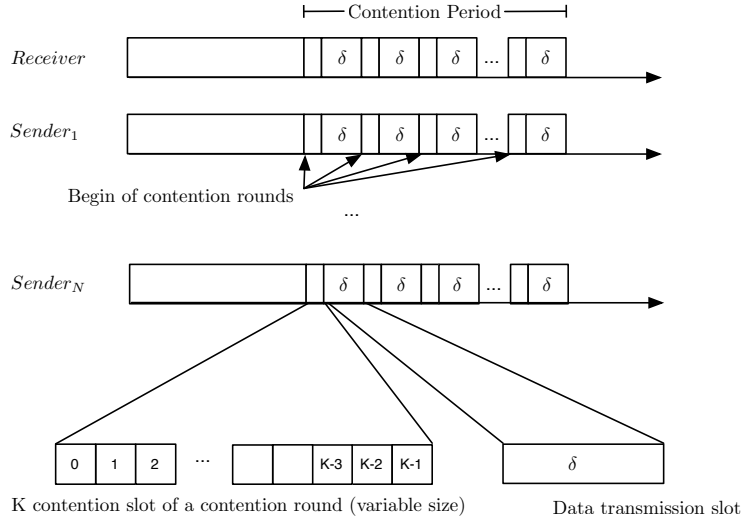 Contention Period
Receiver
δ δ δ ... δ
Sender₁
δ δ δ ... δ
Begin of contention rounds
...
Sender_N
δ δ δ ... δ
0 1 2 ... K-3 K-2 K-1
δ
K contention slot of a contention round (variable size)
Data transmission slot